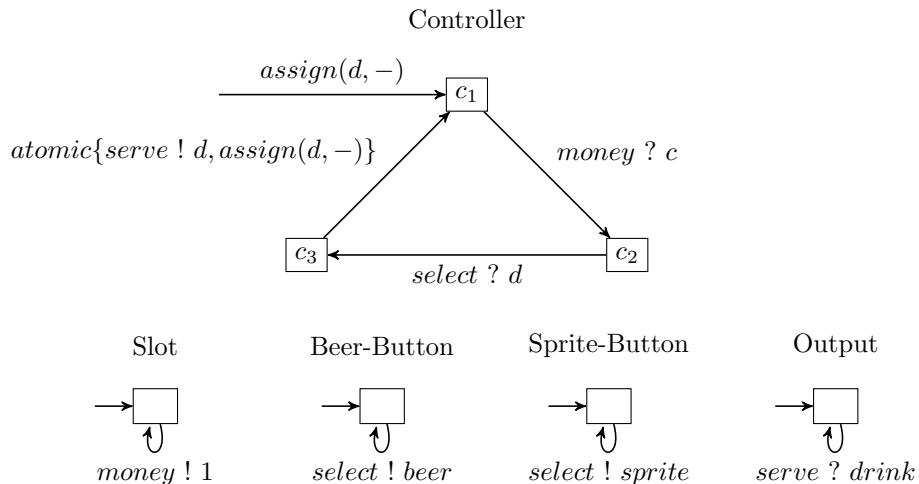 Controller
assign(d, −)
c₁
atomic{serve ! d, assign(d, −)}
money ? c
c₃
c₂
select ? d
Slot
Beer-Button
Sprite-Button
Output
money ! 1
select ! beer
select ! sprite
serve ? drink